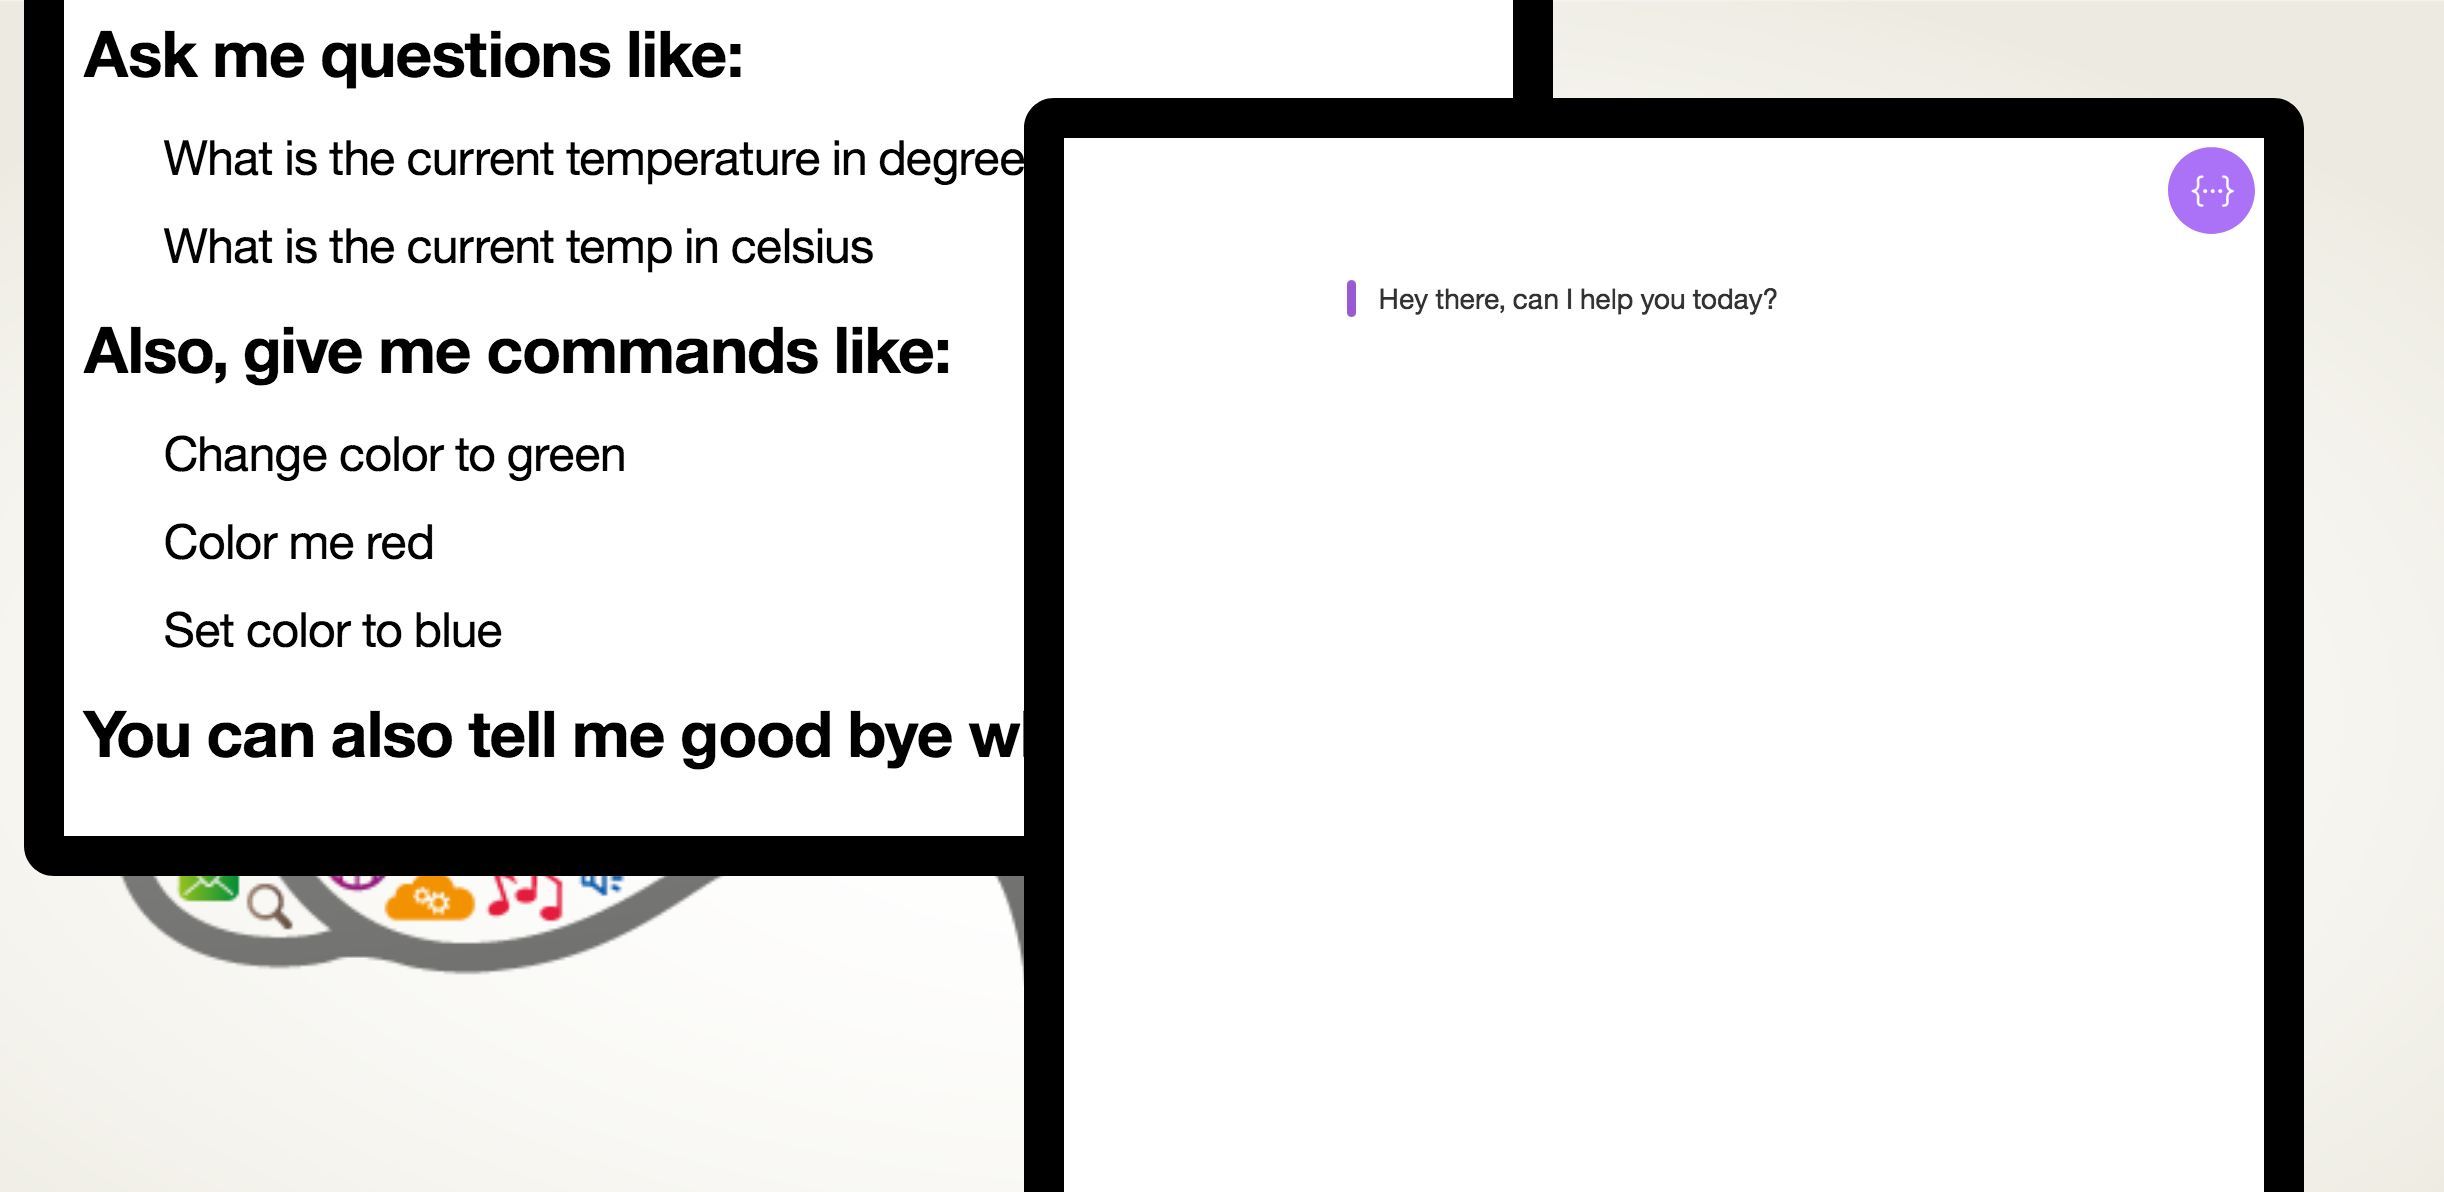 Ask me questions like:
What is the current temperature in degree
What is the current temp in celsius
Also, give me commands like:
Change color to green
Color me red
Set color to blue
You can also tell me good bye
{...}
Hey there, can I help you today?